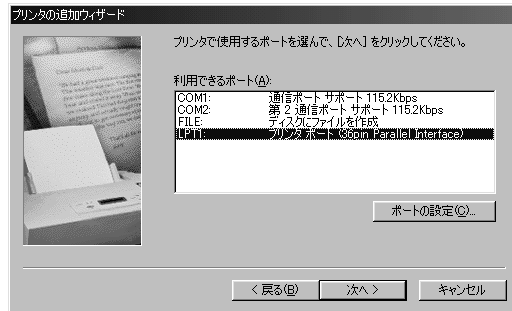 プリンタの追加ウィザード
プリンタで使用するポートを選んで、[次へ] をクリックしてください。
利用できるポート(A):
COM1: 通信ポート サポート 115.2Kbps
COM2: 第 2 通信ポート サポート 115.2Kbps
FILE: ディスクにファイルを作成
LPT1: プリンタ ポート (36pin Parallel Interface)
ポートの設定(C)...
< 戻る(B)
次へ >
キャンセル